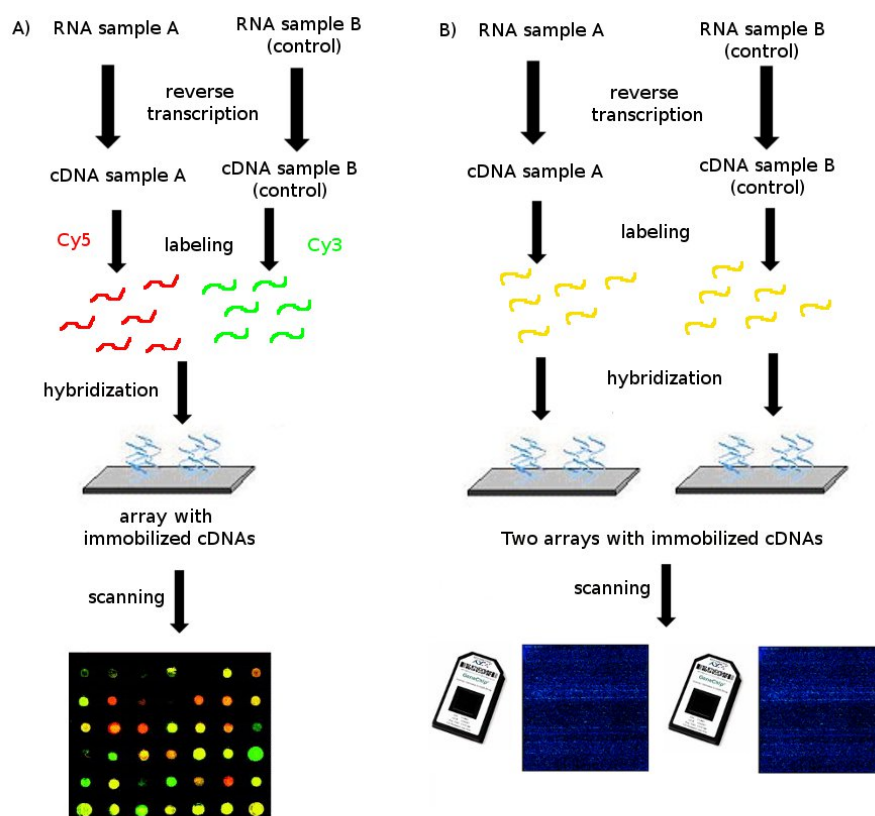 A)
RNA sample A
RNA sample B
(control)
reverse
transcription
cDNA sample A
cDNA sample B
(control)
Cy5
labeling
Cy3
hybridization
array with
immobilized cDNAs
scanning
B)
RNA sample A
RNA sample B
(control)
reverse
transcription
cDNA sample A
cDNA sample B
(control)
labeling
hybridization
Two arrays with immobilized cDNAs
scanning
GeneChip
GeneChip